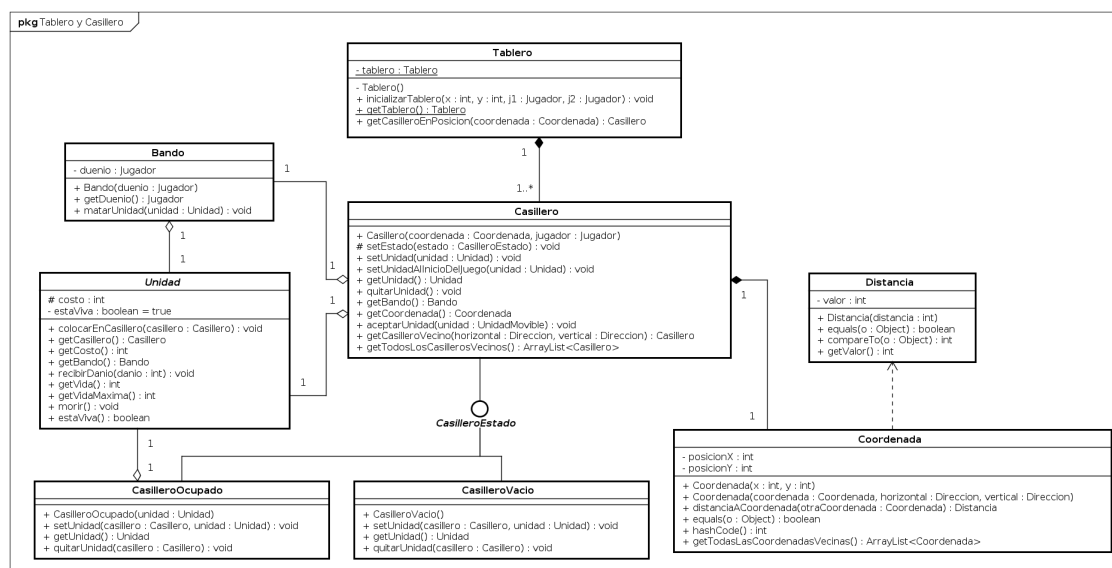 pkg Tablero y Casillero
Tablero
- tablero : Tablero
- Tablero()
+ inicializarTablero(x : int, y : int, j1 : Jugador, j2 : Jugador) : void
+ getTablero() : Tablero
+ getCasilleroEnPosicion(coordenada : Coordenada) : Casillero
1
1..*
Bando
- duenio : Jugador
+ Bando(duenio : Jugador)
+ getDuenio() : Jugador
+ matarUnidad(unidad : Unidad) : void
1
1
1
1
Unidad
# costo : int
- estaViva : boolean = true
+ colocarEnCasillero(casillero : Casillero) : void
+ getCasillero() : Casillero
+ getCosto() : int
+ getBando() : Bando
+ recibirDanio(danio : int) : void
+ getVida() : int
+ getVidaMaxima() : int
+ morir() : void
+ estaViva() : boolean
1
1
Casillero
+ Casillero(coordenada : Coordenada, jugador : Jugador)
# setEstado(estado : CasilleroEstado) : void
+ setUnidad(unidad : Unidad) : void
+ setUnidadAlInicioDelJuego(unidad : Unidad) : void
+ getUnidad() : Unidad
+ quitarUnidad() : void
+ getBando() : Bando
+ getCoordenada() : Coordenada
+ aceptarUnidad(unidad : UnidadMovible) : void
+ getCasilleroVecino(horizontal : Direccion, vertical : Direccion) : Casillero
+ getTodosLosCasillerosVecinos() : ArrayList<Casillero>
1
1
Distancia
- valor : int
+ Distancia(distancia : int)
+ equals(o : Object) : boolean
+ compareTo(o : Object) : int
+ getValor() : int
CasilleroEstado
1
1
CasilleroOcupado
+ CasilleroOcupado(unidad : Unidad)
+ setUnidad(casillero : Casillero, unidad : Unidad) : void
+ getUnidad() : Unidad
+ quitarUnidad(casillero : Casillero) : void
CasilleroVacio
+ CasilleroVacio()
+ setUnidad(casillero : Casillero, unidad : Unidad) : void
+ getUnidad() : Unidad
+ quitarUnidad(casillero : Casillero) : void
Coordenada
- posicionX : int
- posicionY : int
+ Coordenada(x : int, y : int)
+ Coordenada(coordenada : Coordenada, horizontal : Direccion, vertical : Direccion)
+ distanciaACoordenada(otraCoordenada : Coordenada) : Distancia
+ equals(o : Object) : boolean
+ hashCode() : int
+ getTodasLasCoordenadasVecinas() : ArrayList<Coordenada>